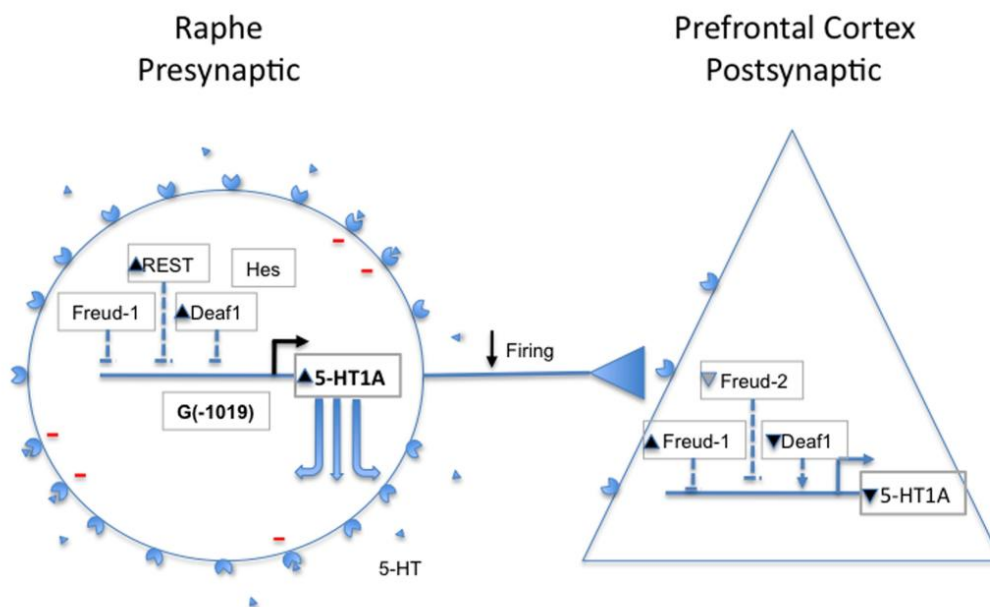 Raphe
Presynaptic
Prefrontal Cortex
Postsynaptic
REST
Hes
Freud-1
Deaf1
5-HT1A
G(-1019)
Firing
5-HT
Freud-2
Freud-1
Deaf1
5-HT1A